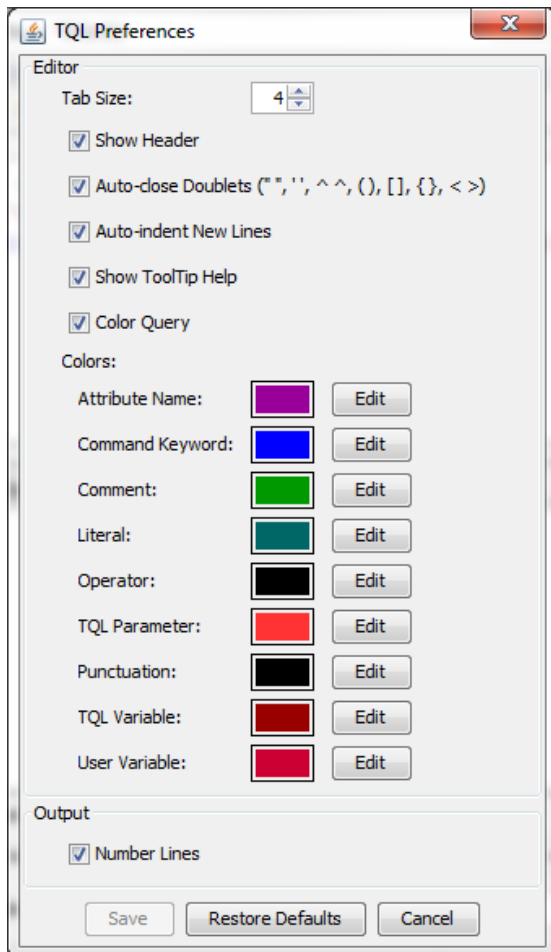 TQL Preferences
Editor
Tab Size: 4
Show Header
Auto-close Doublets (" ", ' ', ^ ^, ( ), [ ], { }, < >)
Auto-indent New Lines
Show ToolTip Help
Color Query
Colors:
Attribute Name: Edit
Command Keyword: Edit
Comment: Edit
Literal: Edit
Operator: Edit
TQL Parameter: Edit
Punctuation: Edit
TQL Variable: Edit
User Variable: Edit
Output
Number Lines
Save Restore Defaults Cancel